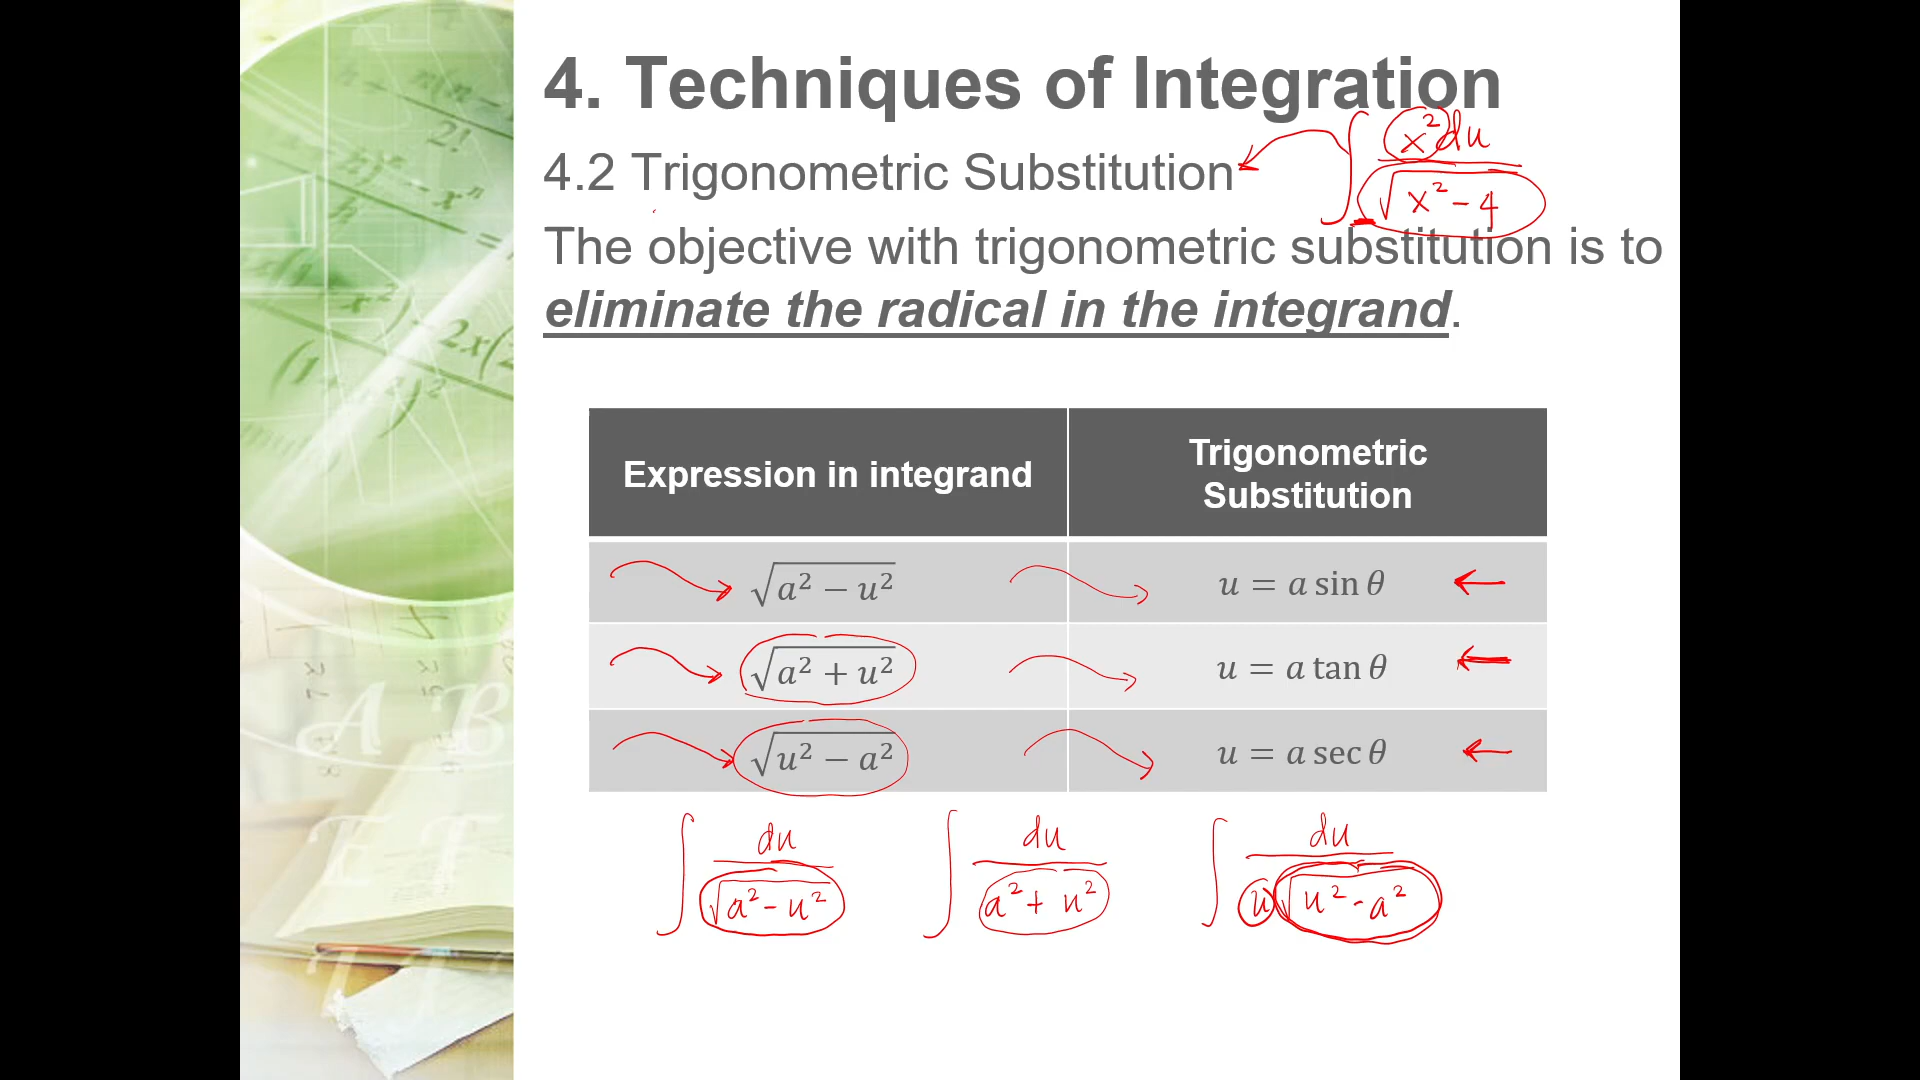 4. Techniques of Integration
∫ x² du / √(x² - 4)
4.2 Trigonometric Substitution
The objective with trigonometric substitution is to
eliminate the radical in the integrand.
Expression in integrand
Trigonometric
Substitution
√(a² − u²)
u = a sin θ
√(a² + u²)
u = a tan θ
√(u² − a²)
u = a sec θ
∫ du / √(a² - u²)
∫ du / (a² + u²)
∫ du / (u √(u² - a²))